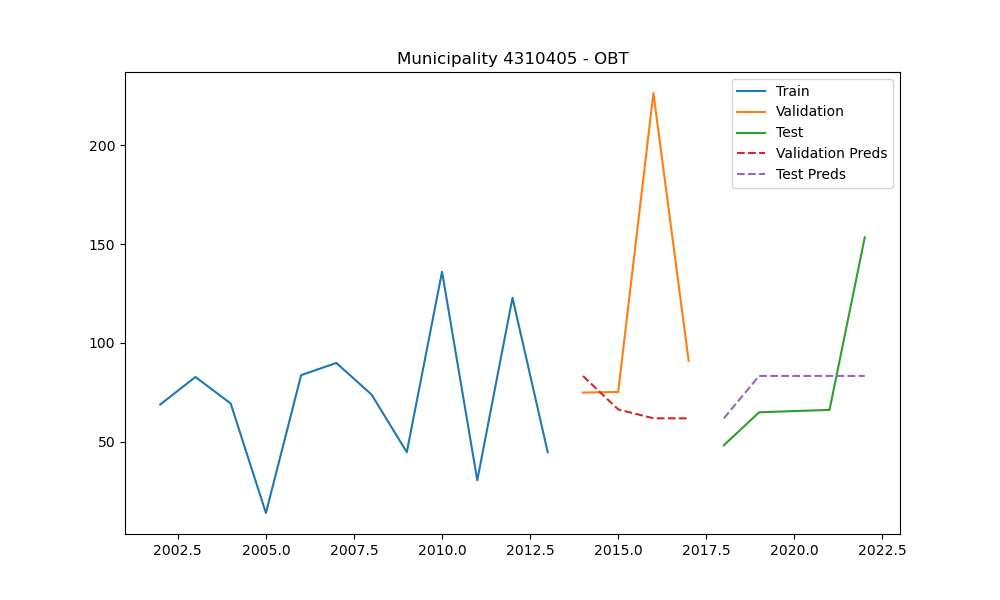 Municipality 4310405 - OBT
Train
Validation
Test
Validation Preds
Test Preds
200
150
100
50
2002.5 2005.0 2007.5 2010.0 2012.5 2015.0 2017.5 2020.0 2022.5